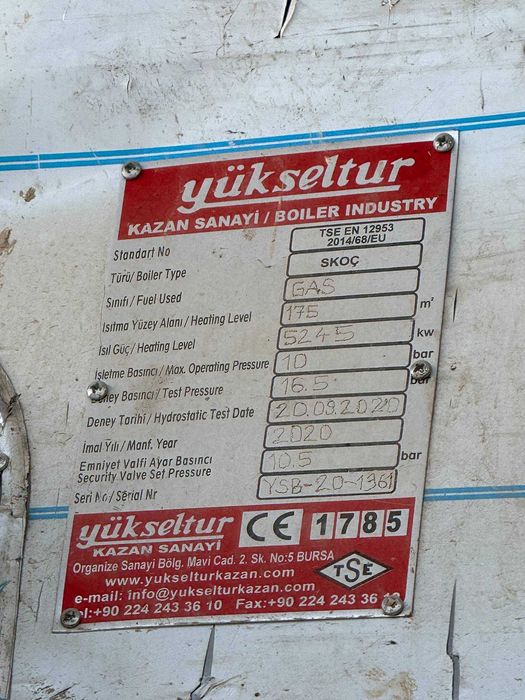 yükseltur
KAZAN SANAYİ / BOILER INDUSTRY
Standart No TSE EN 12953 2014/68/EU
Türü/ Boiler Type SKOÇ
Sınıfı / Fuel Used GAS
Isıtma Yüzey Alanı / Heating Level 175 m²
Isıl Güç/ Heating Level 5245 kw
İşletme Basıncı/ Max. Operating Pressure 10 bar
Deney Basıncı / Test Pressure 16.5 bar
Deney Tarihi / Hydrostatic Test Date 20.09.2020
İmal Yılı / Manf. Year 2020
Emniyet Valfi Ayar Basıncı
Security Valve Set Pressure 10.5 bar
Seri No / Serial Nr YSB-20-1361
yükseltur CE 1785
KAZAN SANAYİ
Organize Sanayi Bölg. Mavi Cad. 2. Sk. No:5 BURSA
www.yukselturkazan.com TSE
e-mail: info@yukselturkazan.com
Tel:+90 224 243 36 10 Fax:+90 224 243 36